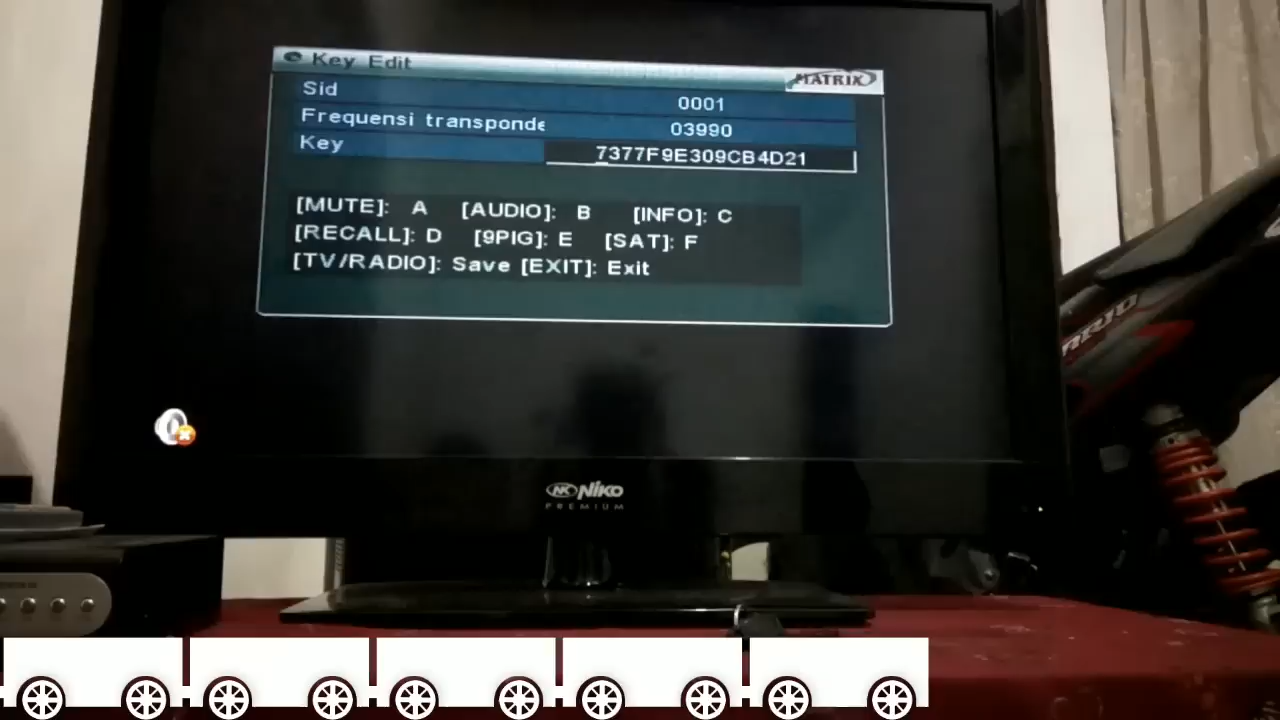 Key Edit
MATRIX
Sid 0001
Frequensi transponde 03990
Key 7377F9E309CB4D21
[MUTE]: A [AUDIO]: B [INFO]: C
[RECALL]: D [9PIG]: E [SAT]: F
[TV/RADIO]: Save [EXIT]: Exit
NK NiKO
PREMIUM